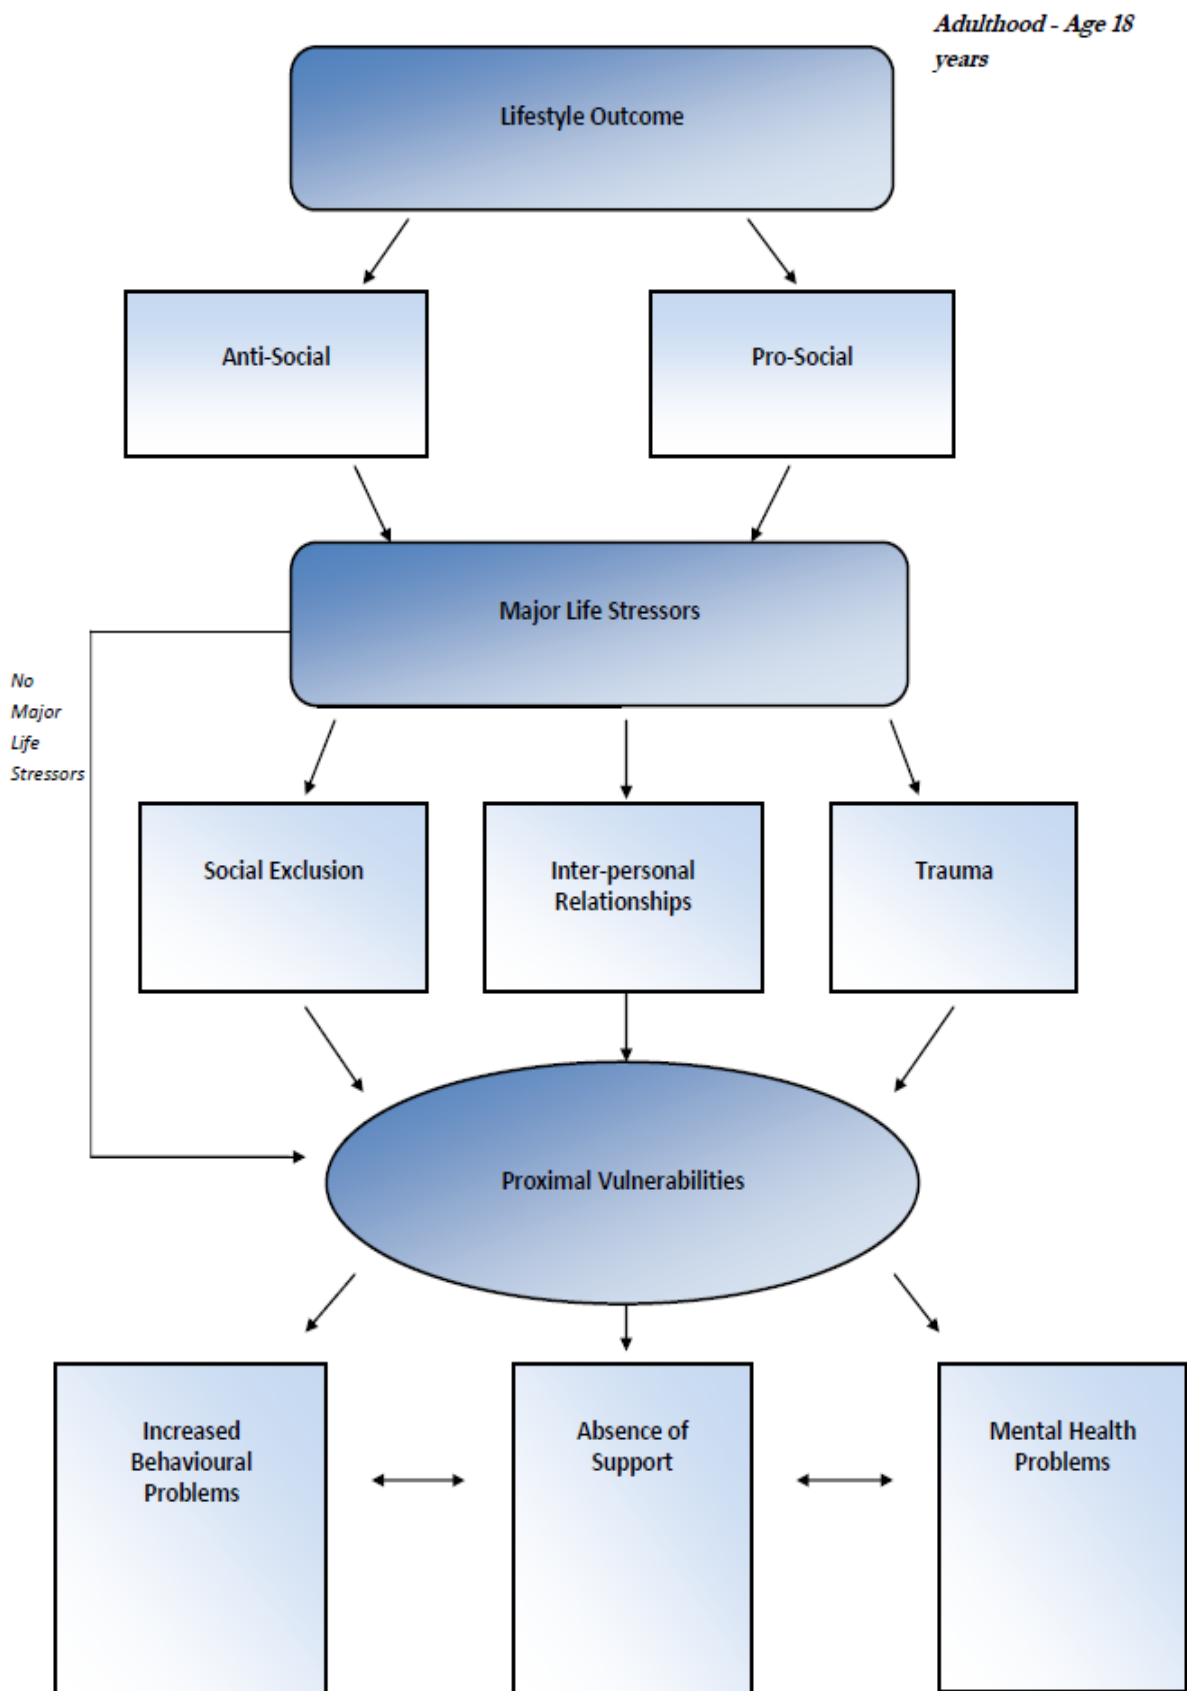 Adulthood - Age 18
years
Lifestyle Outcome
Anti-Social
Pro-Social
Major Life Stressors
No
Major
Life
Stressors
Social Exclusion
Inter-personal
Relationships
Trauma
Proximal Vulnerabilities
Increased
Behavioural
Problems
Absence of
Support
Mental Health
Problems